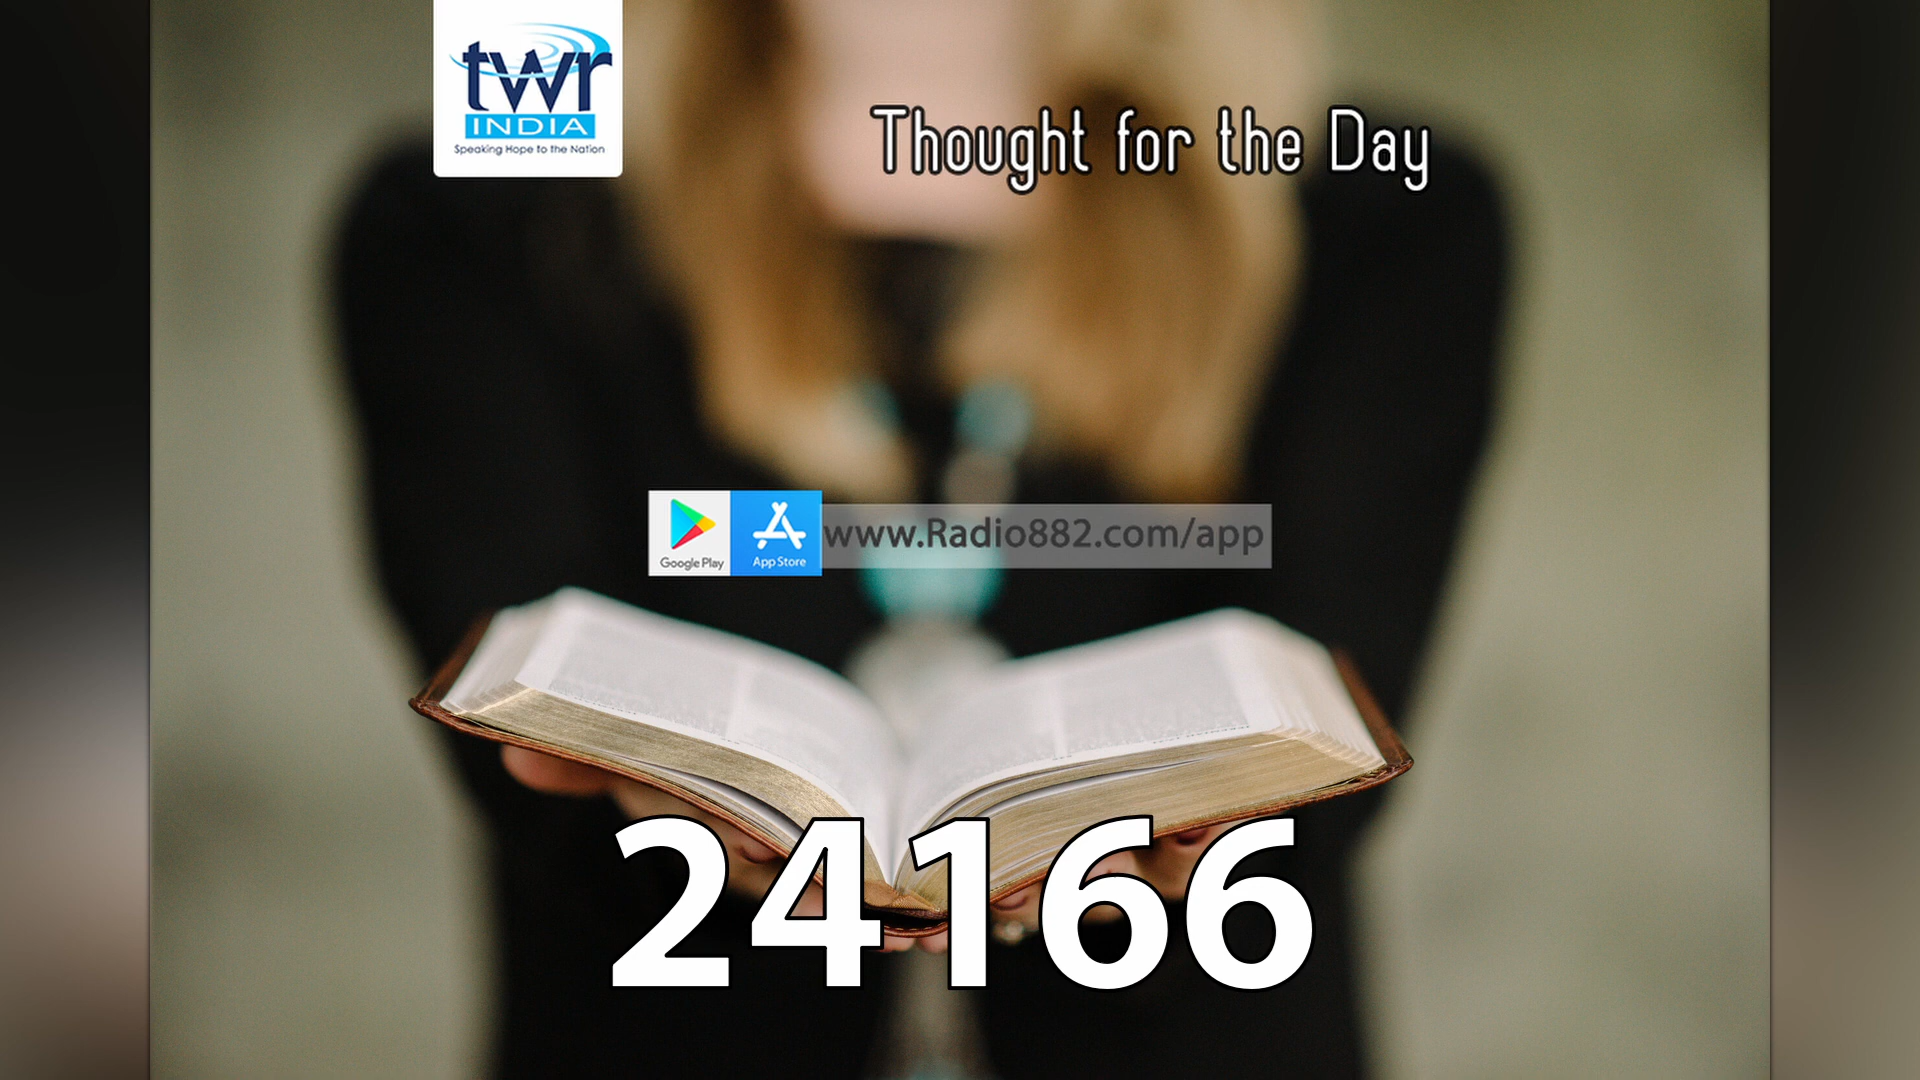 twr
INDIA
Speaking Hope to the Nation
Thought for the Day
Google Play
App Store
www.Radio882.com/app
24166